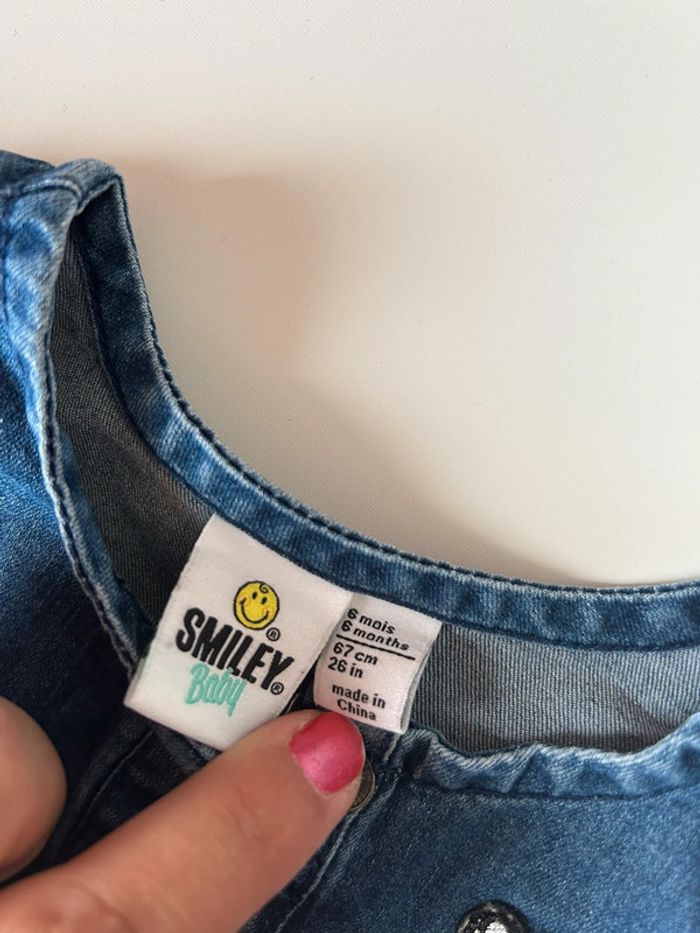 SMILEY®
Baby®
6 mois
6 months
67 cm
26 in
made in
China